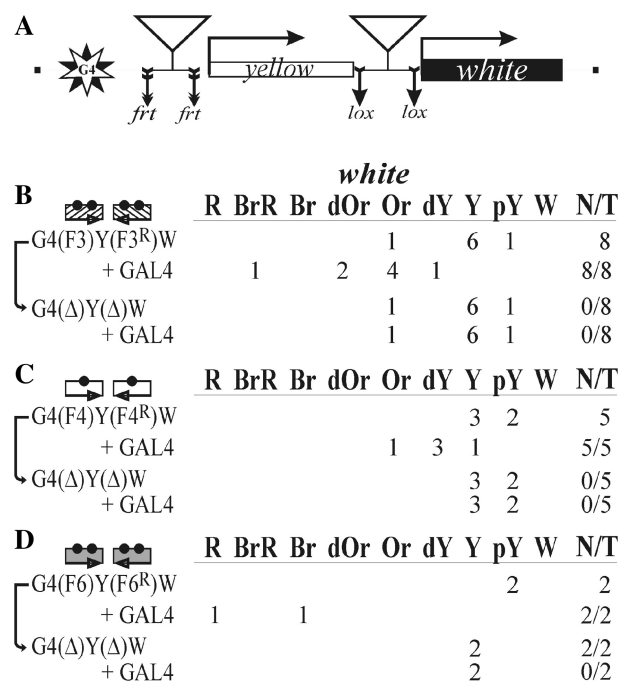 A
G4
yellow
white
frt frt lox lox
white
B R BrR Br dOr Or dY Y pY W N/T
G4(F3)Y(F3ᴿ)W 1 6 1 8
+ GAL4 1 2 4 1 8/8
G4(Δ)Y(Δ)W 1 6 1 0/8
+ GAL4 1 6 1 0/8
C R BrR Br dOr Or dY Y pY W N/T
G4(F4)Y(F4ᴿ)W 3 2 5
+ GAL4 1 3 1 5/5
G4(Δ)Y(Δ)W 3 2 0/5
+ GAL4 3 2 0/5
D R BrR Br dOr Or dY Y pY W N/T
G4(F6)Y(F6ᴿ)W 2 2
+ GAL4 1 1 2/2
G4(Δ)Y(Δ)W 2 2/2
+ GAL4 2 0/2